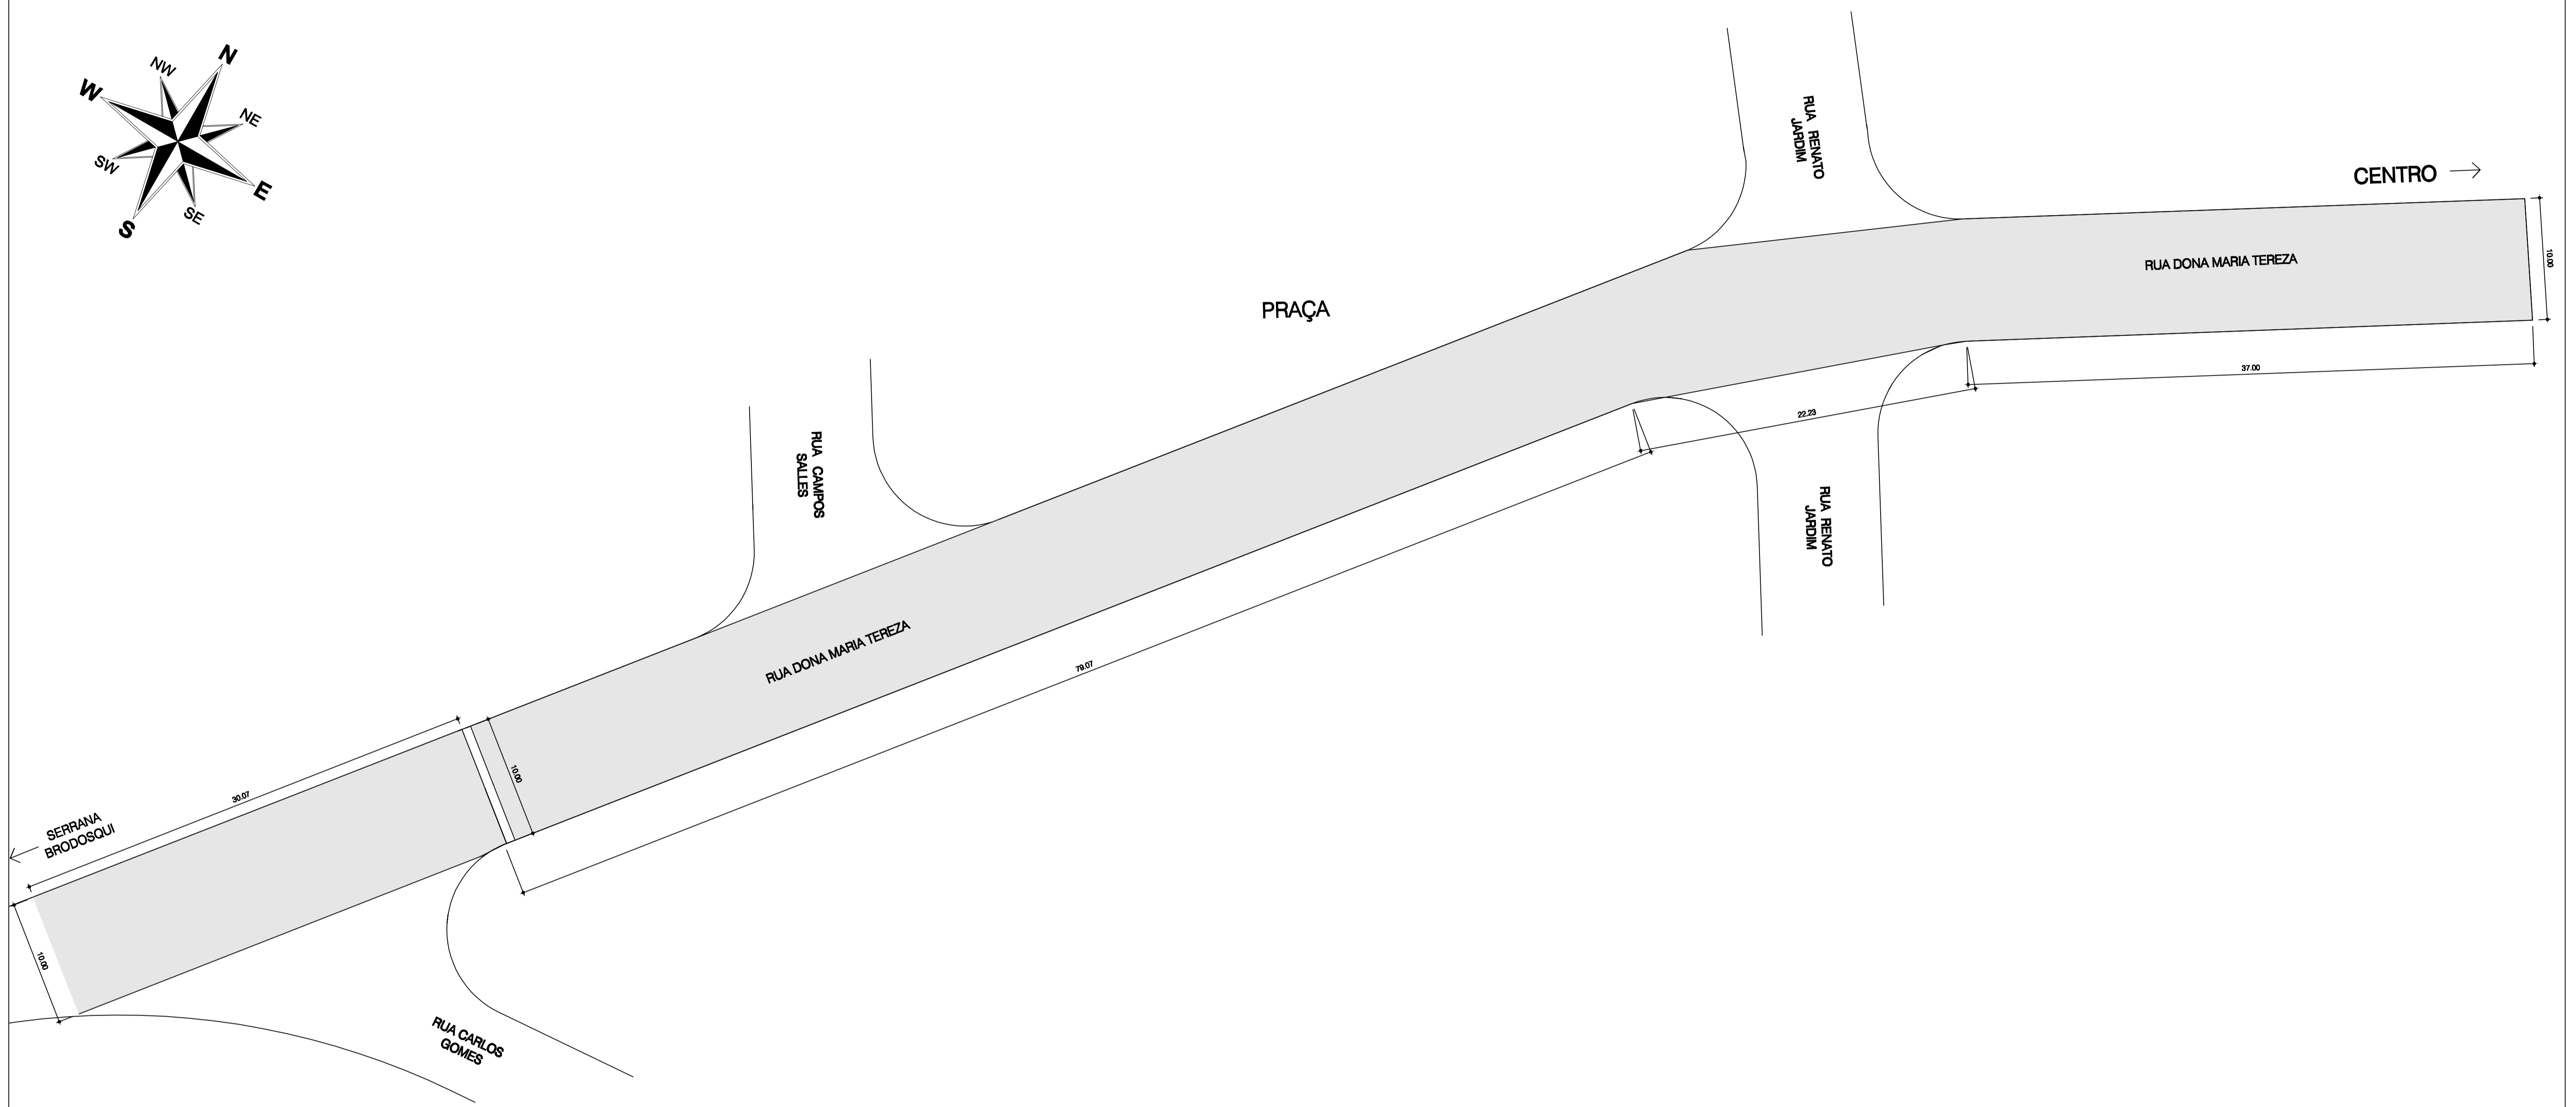 N
NW
W
NE
SW
E
SE
S
RUA RENATO
JARDIM
CENTRO
10.00
RUA DONA MARIA TEREZA
PRAÇA
37.00
22.23
RUA CAMPOS
SALLES
RUA RENATO
JARDIM
RUA DONA MARIA TEREZA
79.07
10.00
30.07
SERRANA
BRODOSQUI
10.00
RUA CARLOS
GOMES